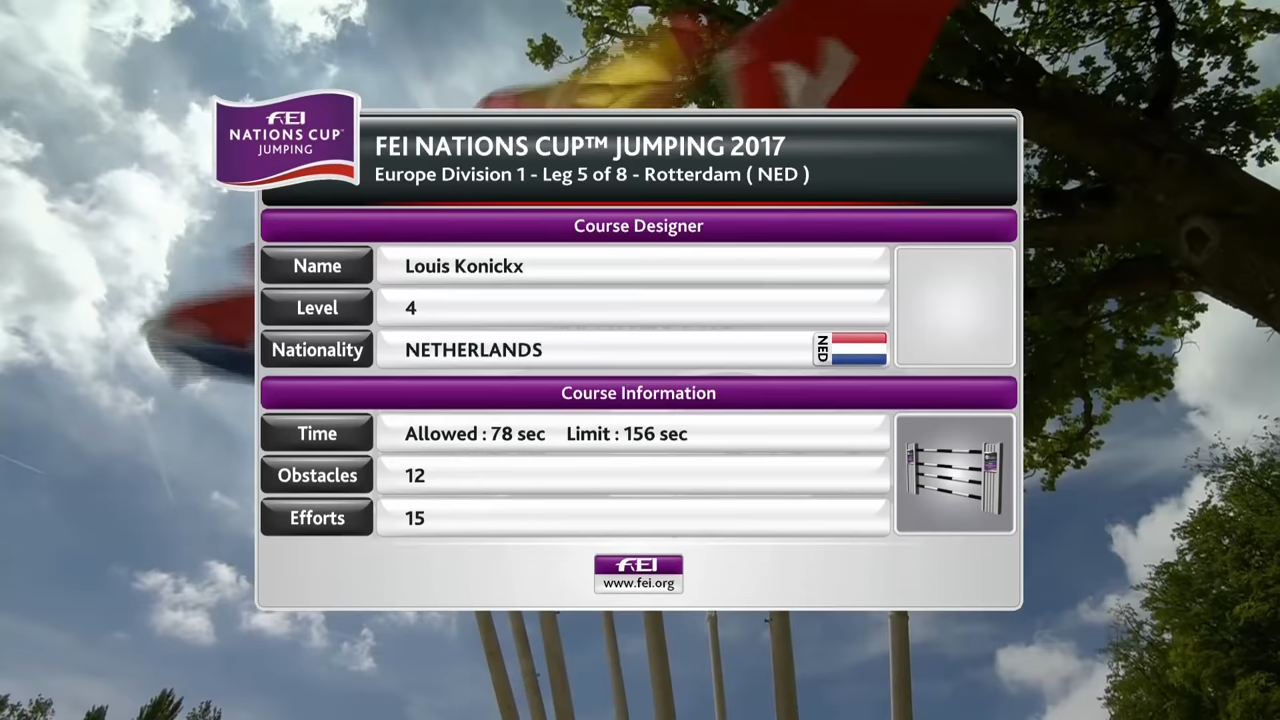 FEI
NATIONS CUP™
JUMPING
FEI NATIONS CUP™ JUMPING 2017
Europe Division 1 - Leg 5 of 8 - Rotterdam ( NED )
Course Designer
Name Louis Konickx
Level 4
Nationality NETHERLANDS NED
Course Information
Time Allowed : 78 sec Limit : 156 sec
Obstacles 12
Efforts 15
FEI
www.fei.org